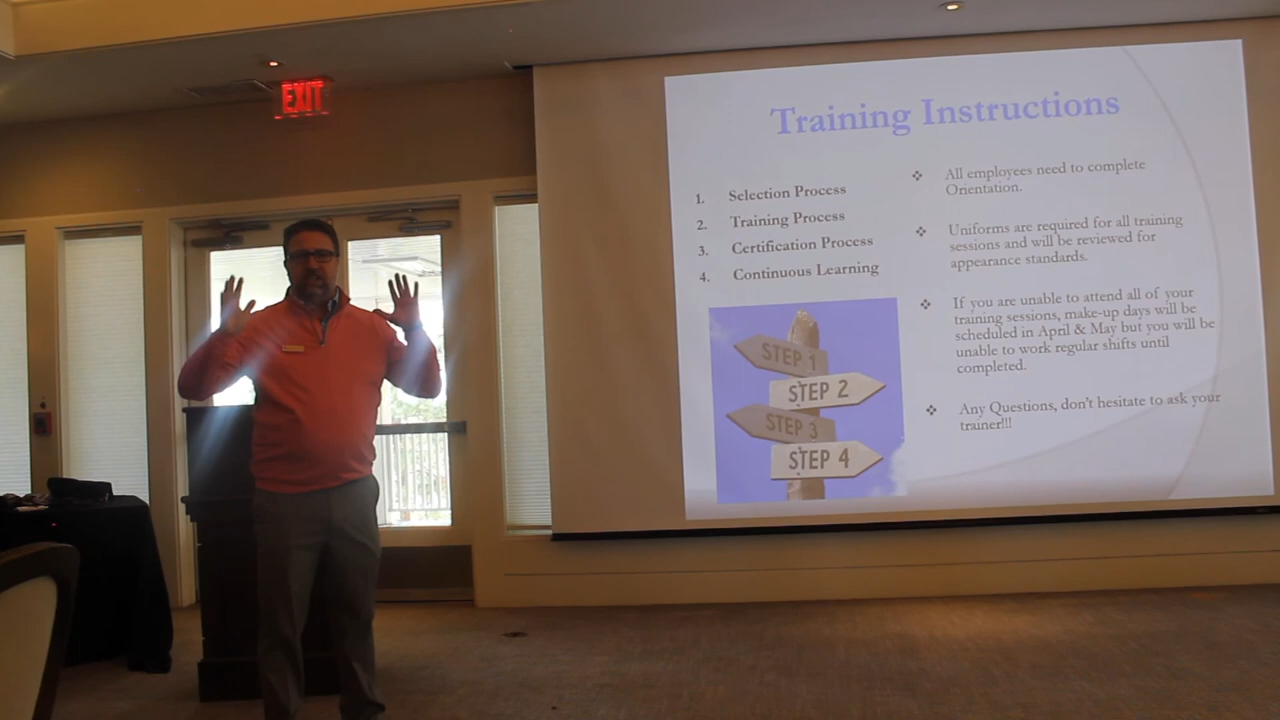 EXIT
Training Instructions
1. Selection Process
2. Training Process
3. Certification Process
4. Continuous Learning
STEP 1
STEP 2
STEP 3
STEP 4
All employees need to complete
Orientation.
Uniforms are required for all training
sessions and will be reviewed for
appearance standards.
If you are unable to attend all of your
training sessions, make-up days will be
scheduled in April & May but you will be
unable to work regular shifts until
completed.
Any Questions, don't hesitate to ask your
trainer!!!